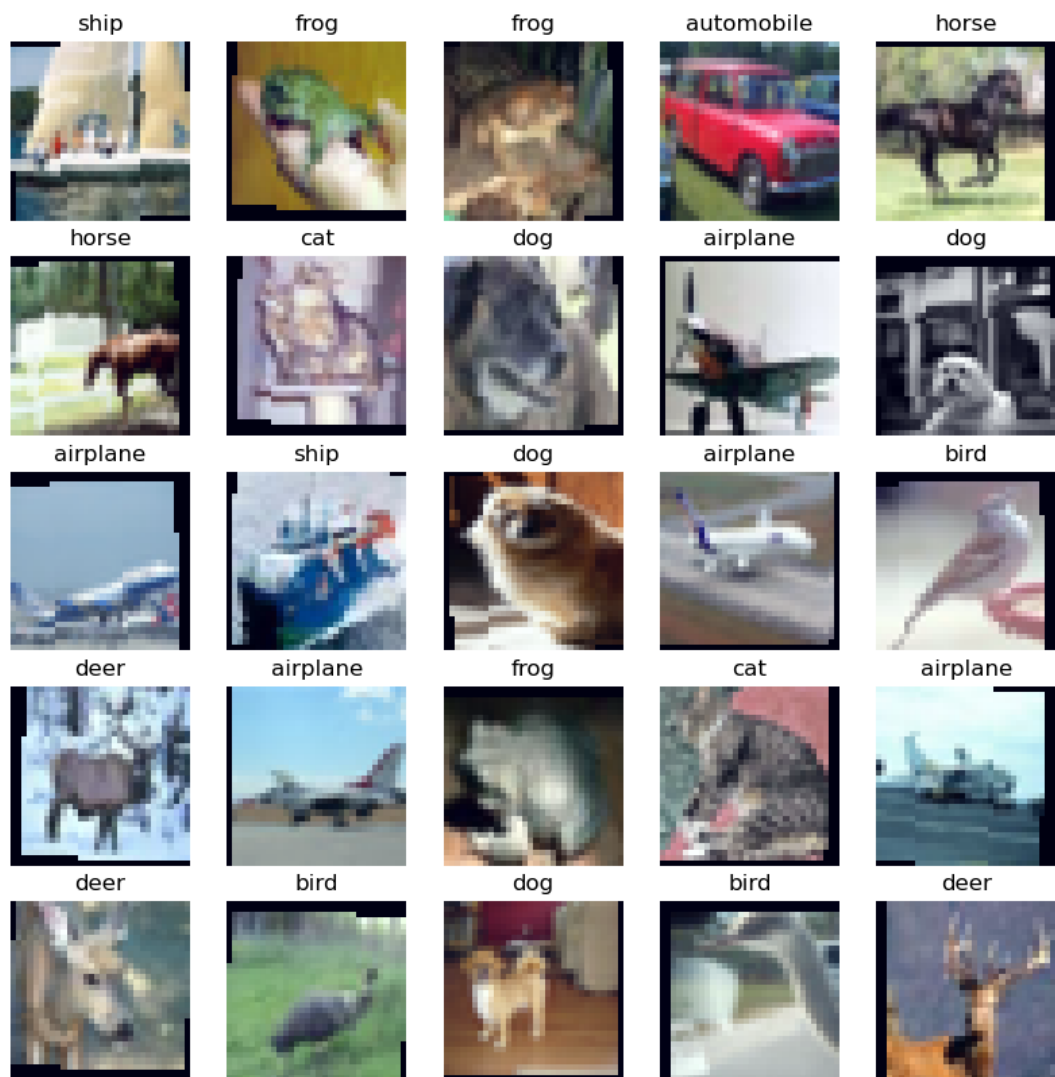 ship frog frog automobile horse
horse cat dog airplane dog
airplane ship dog airplane bird
deer airplane frog cat airplane
deer bird dog bird deer